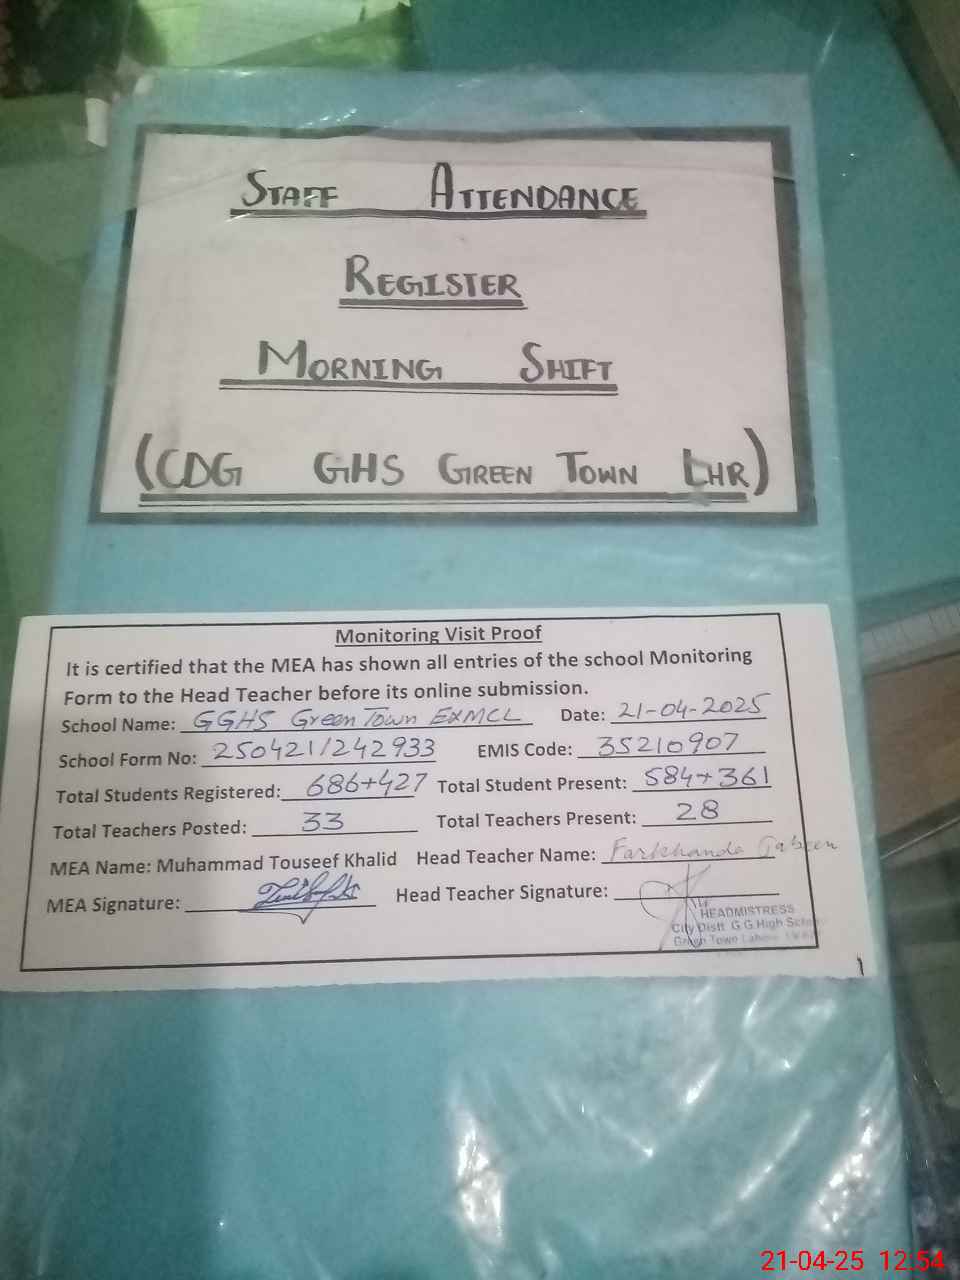 STAFF ATTENDANCE
REGISTER
MORNING SHIFT
(CDG GHS GREEN TOWN LHR)
Monitoring Visit Proof
It is certified that the MEA has shown all entries of the school Monitoring
Form to the Head Teacher before its online submission.
School Name: GGHS Green Town EXMCL Date: 21-04-2025
School Form No: 250421/242933 EMIS Code: 35210907
Total Students Registered: 686+427 Total Student Present: 584+361
Total Teachers Posted: 33 Total Teachers Present: 28
MEA Name: Muhammad Touseef Khalid Head Teacher Name: Farkhanda Jabeen
MEA Signature: Head Teacher Signature:
HEADMISTRESS
City Distt G.G.High School
Green Town Lahore
21-04-25 12:54